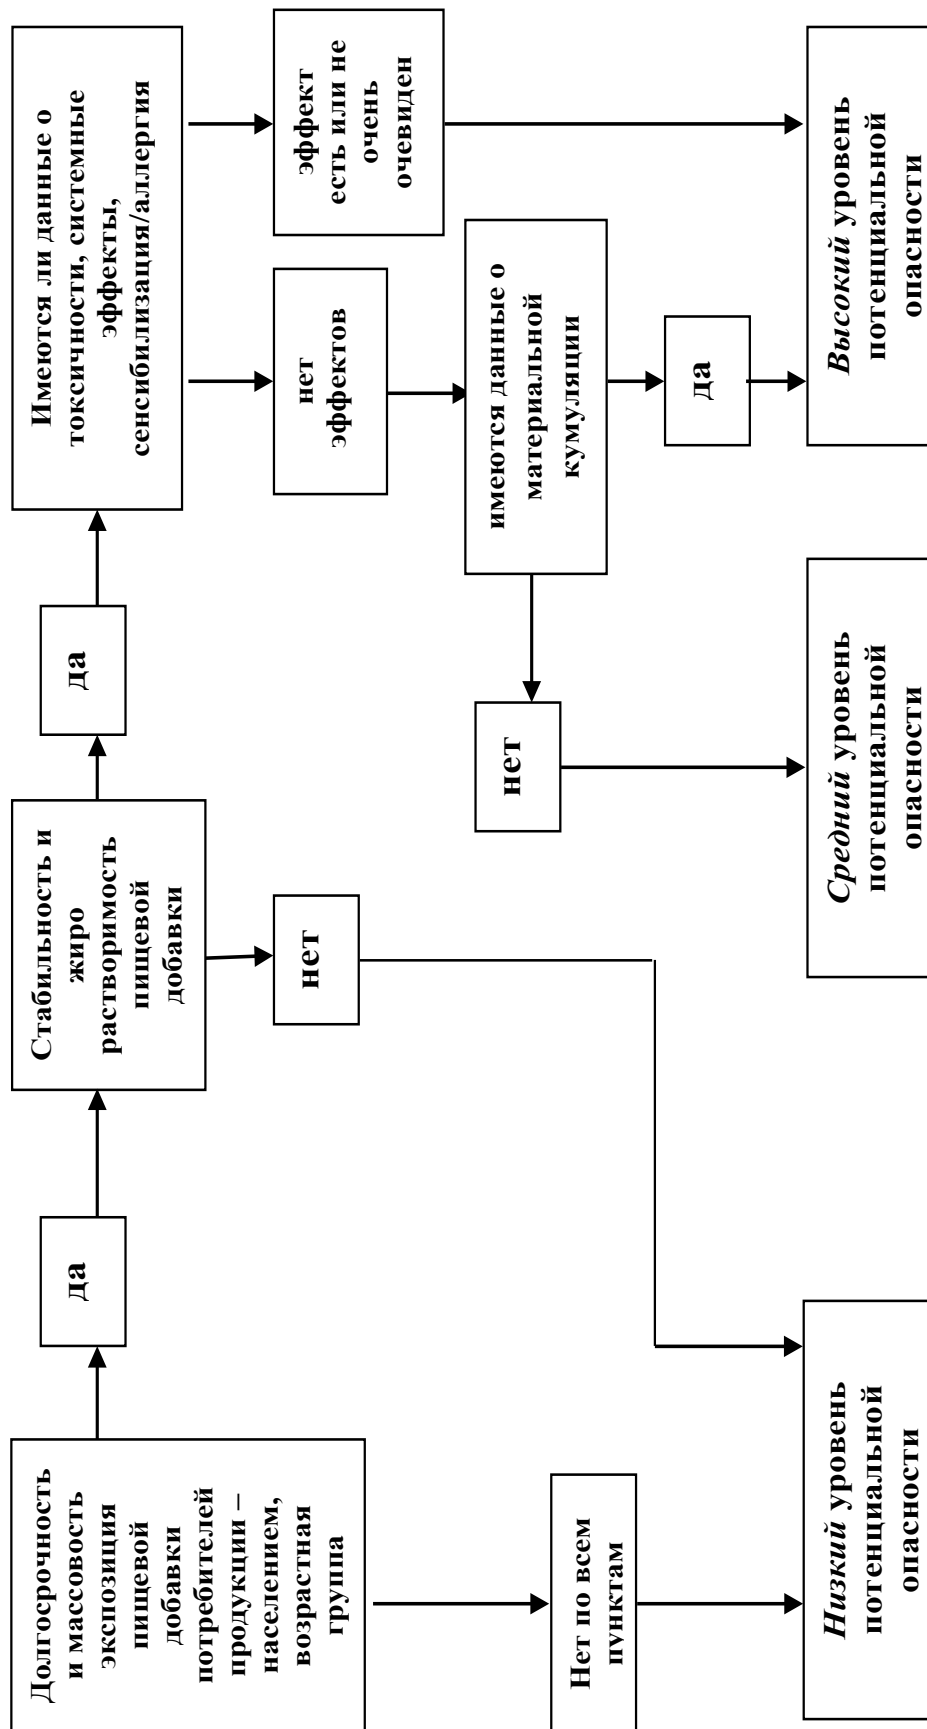 Долгосрочность
и массовость
экспозиция
пищевой
добавки
потребителей
продукции –
населением,
возрастная
группа
да
Стабильность и
жиро
растворимость
пищевой
добавки
да
Имеются ли данные о
токсичности, системные
эффекты,
сенсибилизация/аллергия
нет
нет
эффектов
эффект
есть или не
очень
очевиден
имеются данные о
материальной
кумуляции
Нет по всем
пунктам
нет
да
Низкий уровень
потенциальной
опасности
Средний уровень
потенциальной
опасности
Высокий уровень
потенциальной
опасности